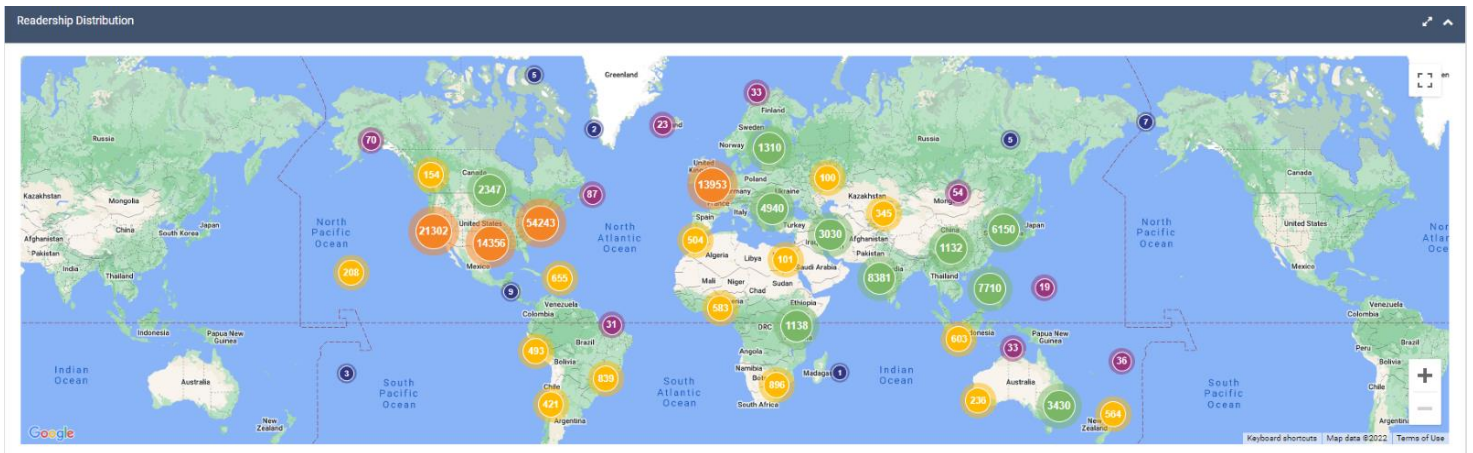 Readership Distribution
Greenland
5
33
Finland
7
2
23
Sweden
Russia
70
Norway
1310
Russia
5
154
Canada
2347
United
13953
Poland
Ukraine
100
Kazakhstan
54
Canada
Kazakhstan
Mongolia
87
4940
345
Italy
Spain
Turkey
21302
United States
14356
54243
North
Pacific
Ocean
North
Atlantic
Ocean
504
3030
China
1132
6150
Japan
North
Pacific
Ocean
United States
China
South Korea
Japan
Afghanistan
Pakistan
India
Thailand
Algeria
Libya
101
Saudi Arabia
Afghanistan
Pakistan
8381
Thailand
7710
19
Mexico
208
Mexico
9
655
Mali
Niger
Chad
Sudan
Ethiopia
583
Venezuela
Colombia
Venezuela
Colombia
31
DRC
1138
Indonesia
Papua New
Guinea
603
33
Papua New
Guinea
36
493
Brazil
Bolivia
Angola
Namibia
Peru
Brazil
Bolivia
Indian
Ocean
Australia
3
South
Pacific
Ocean
839
South
Atlantic
Ocean
896
1
Indian
Ocean
Australia
South
Pacific
Ocean
Chile
421
Argentina
South Africa
236
3430
564
New
Zealand
Chile
New
Zealand
Google
Keyboard shortcuts
Map data ©2022
Terms of Use